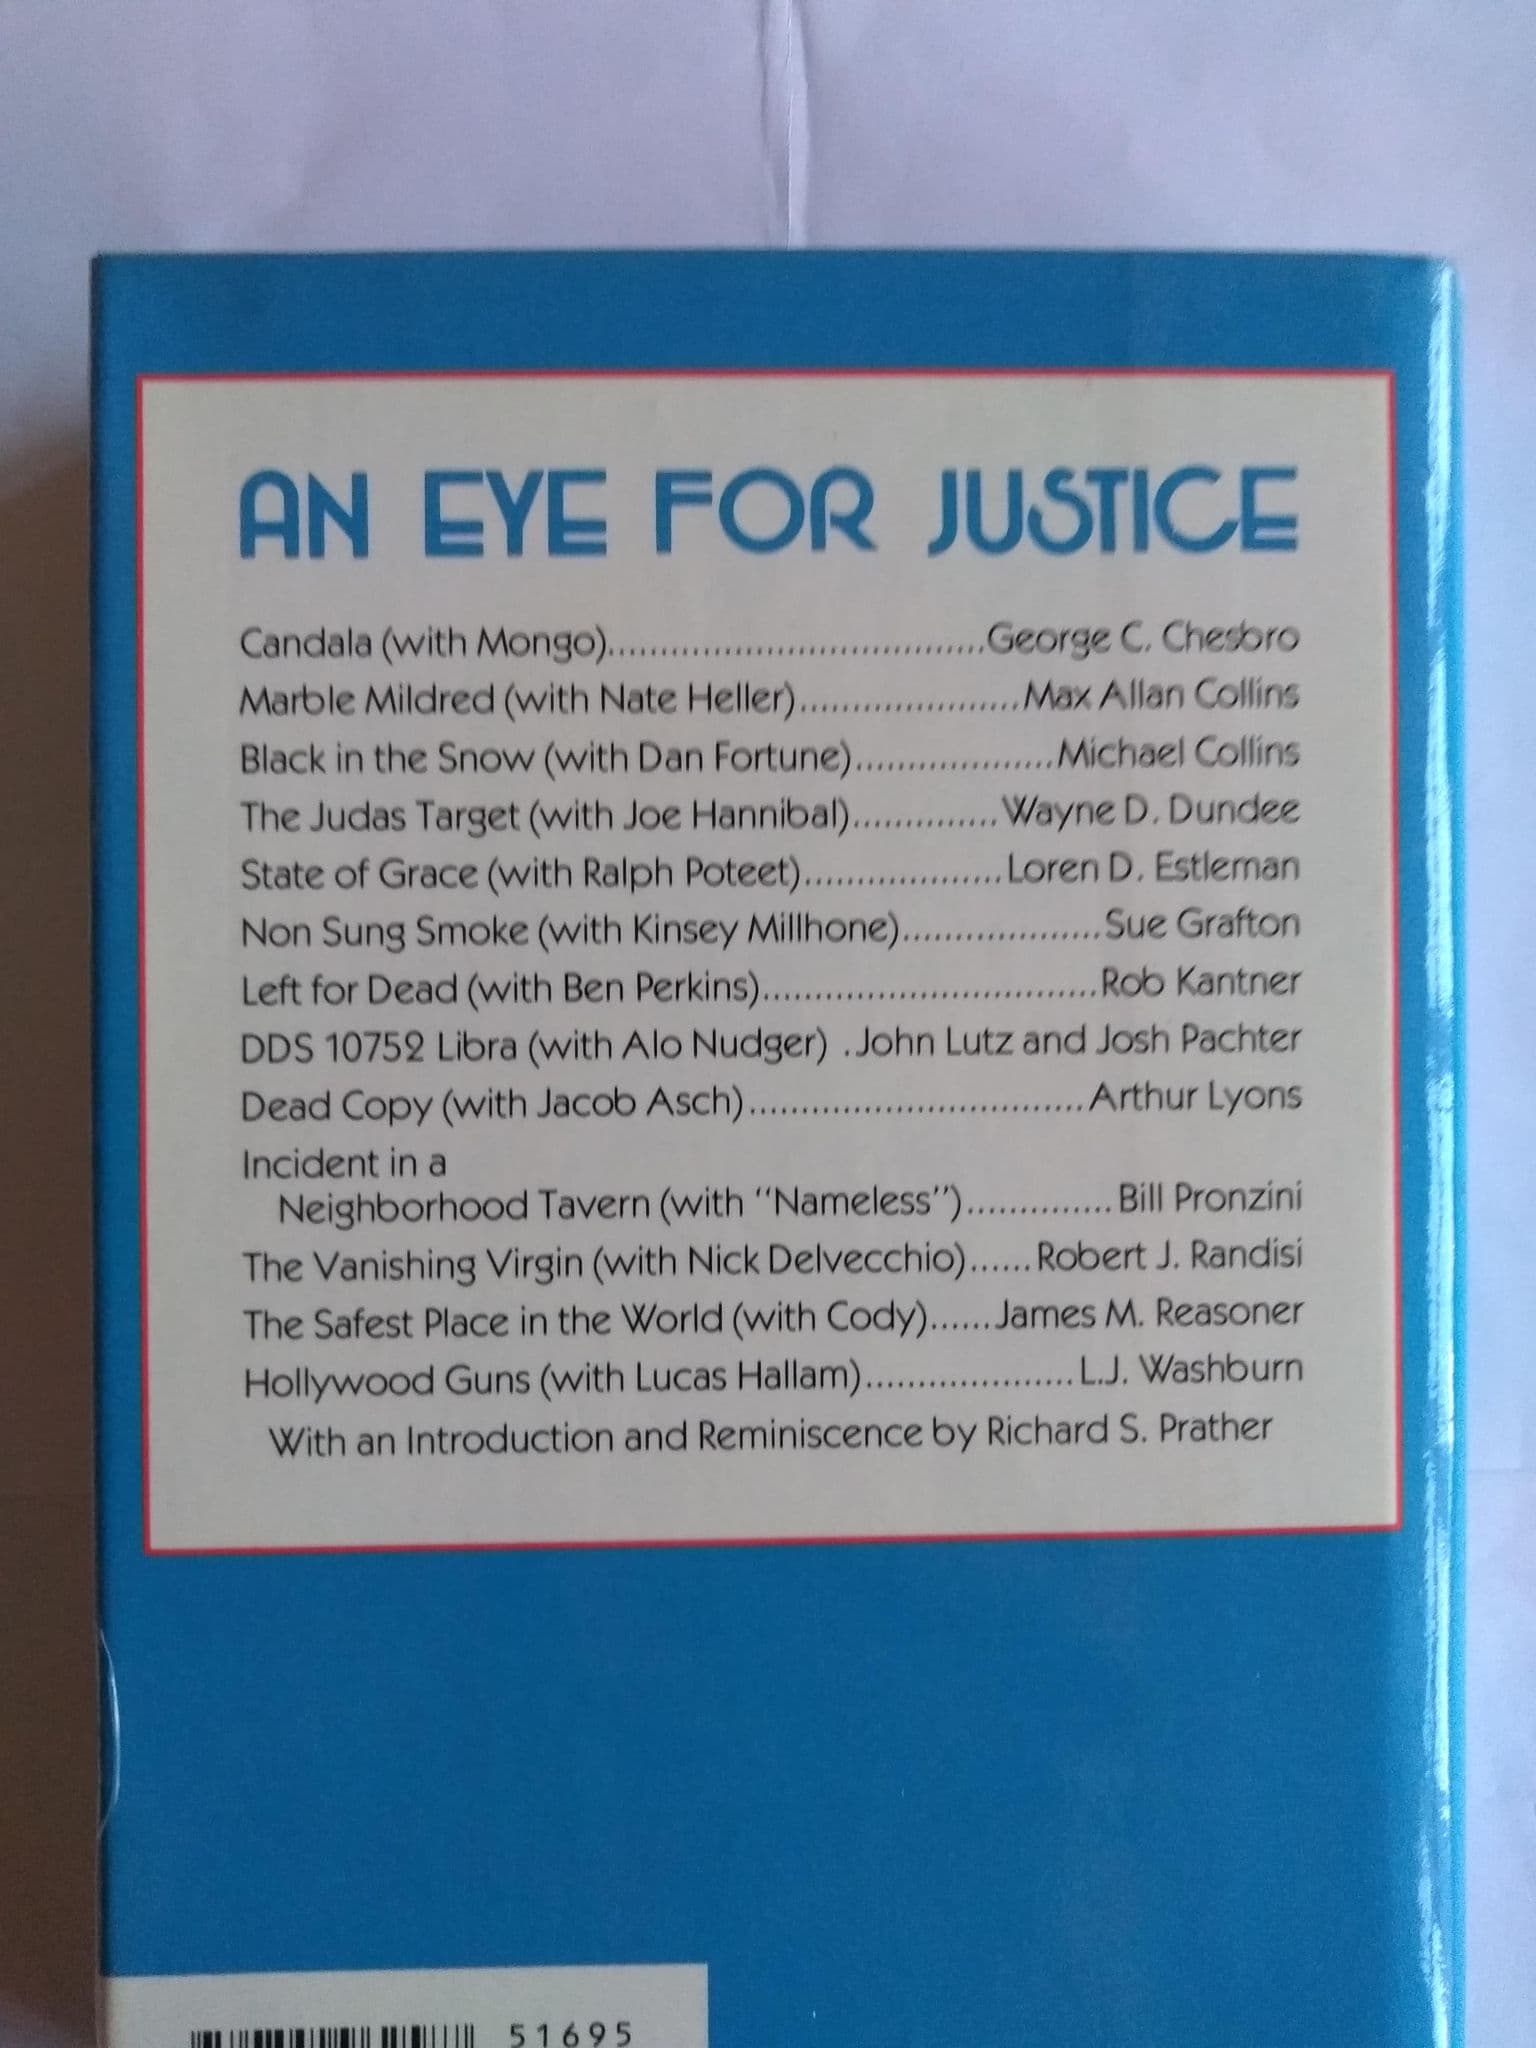 AN EYE FOR JUSTICE
Candala (with Mongo)....................................George C. Chesbro
Marble Mildred (with Nate Heller).....................Max Allan Collins
Black in the Snow (with Dan Fortune)...................Michael Collins
The Judas Target (with Joe Hannibal)..............Wayne D. Dundee
State of Grace (with Ralph Poteet)...................Loren D. Estleman
Non Sung Smoke (with Kinsey Millhone)...................Sue Grafton
Left for Dead (with Ben Perkins)................................Rob Kantner
DDS 10752 Libra (with Alo Nudger) .John Lutz and Josh Pachter
Dead Copy (with Jacob Asch)................................Arthur Lyons
Incident in a
Neighborhood Tavern (with "Nameless")..............Bill Pronzini
The Vanishing Virgin (with Nick Delvecchio)......Robert J. Randisi
The Safest Place in the World (with Cody)......James M. Reasoner
Hollywood Guns (with Lucas Hallam)....................L.J. Washburn
With an Introduction and Reminiscence by Richard S. Prather
51695